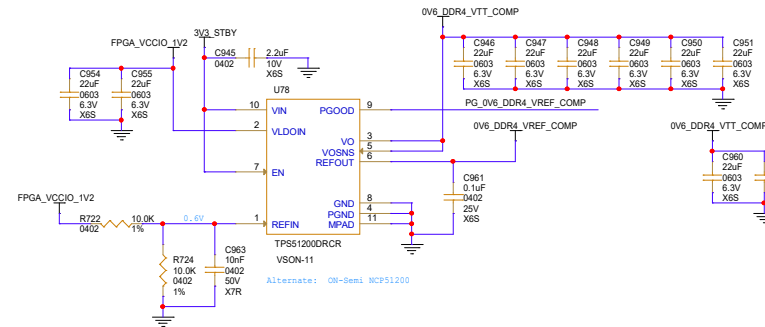 0V6_DDR4_VTT_COMP
FPGA_VCCIO_1V2
3V3_STBY
C945
0402
2.2uF
10V
X6S
C946
22uF
0603
6.3V
X6S
C947
22uF
0603
6.3V
X6S
C948
22uF
0603
6.3V
X6S
C949
22uF
0603
6.3V
X6S
C950
22uF
0603
6.3V
X6S
C951
22uF
0603
6.3V
X6S
C954
22uF
0603
6.3V
X6S
C955
22uF
0603
6.3V
X6S
U78
10 VIN
PGOOD 9
PG_0V6_DDR4_VREF_COMP
2 VLDOIN
0V6_DDR4_VREF_COMP
0V6_DDR4_VTT_COMP
VO 3
VOSNS 5
REFOUT 6
7 EN
C960
22uF
0603
6.3V
X6S
C961
0.1uF
0402
25V
X6S
FPGA_VCCIO_1V2
GND 8
PGND 4
MPAD 11
R722
0402
10.0K
1%
0.6V
1 REFIN
TPS51200DRCR
VSON-11
R724
10.0K
0402
1%
C963
10nF
0402
50V
X7R
Alternate: ON-Semi NCP51200